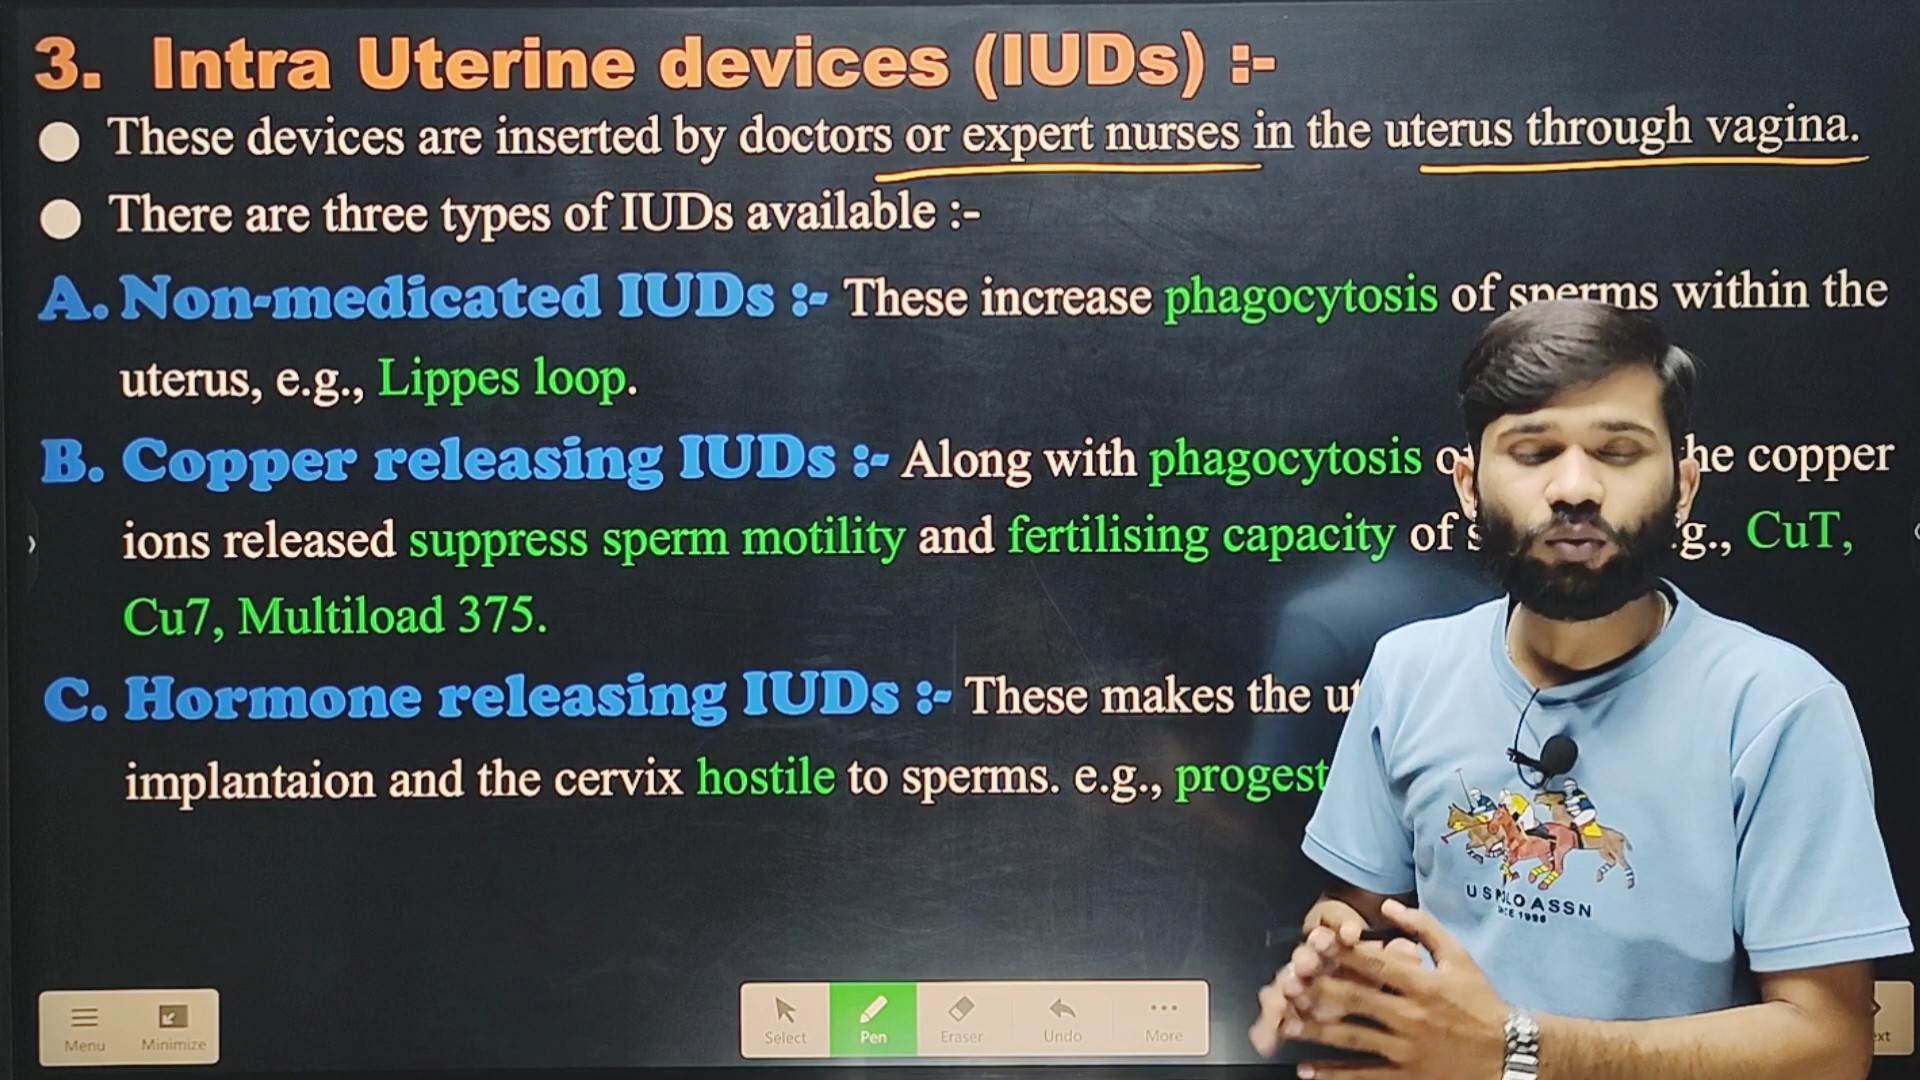 3. Intra Uterine devices (IUDs) :-
These devices are inserted by doctors or expert nurses in the uterus through vagina.
There are three types of IUDs available :-
A. Non-medicated IUDs :- These increase phagocytosis of sperms within the
uterus, e.g., Lippes loop.
B. Copper releasing IUDs :- Along with phagocytosis copper
ions released suppress sperm motility and fertilising capacity of CuT,
Cu7, Multiload 375.
C. Hormone releasing IUDs :- These makes the
implantaion and the cervix hostile to sperms. e.g.,
U S POLO ASSN
Menu
Minimize
Select
Pen
Eraser
Undo
More